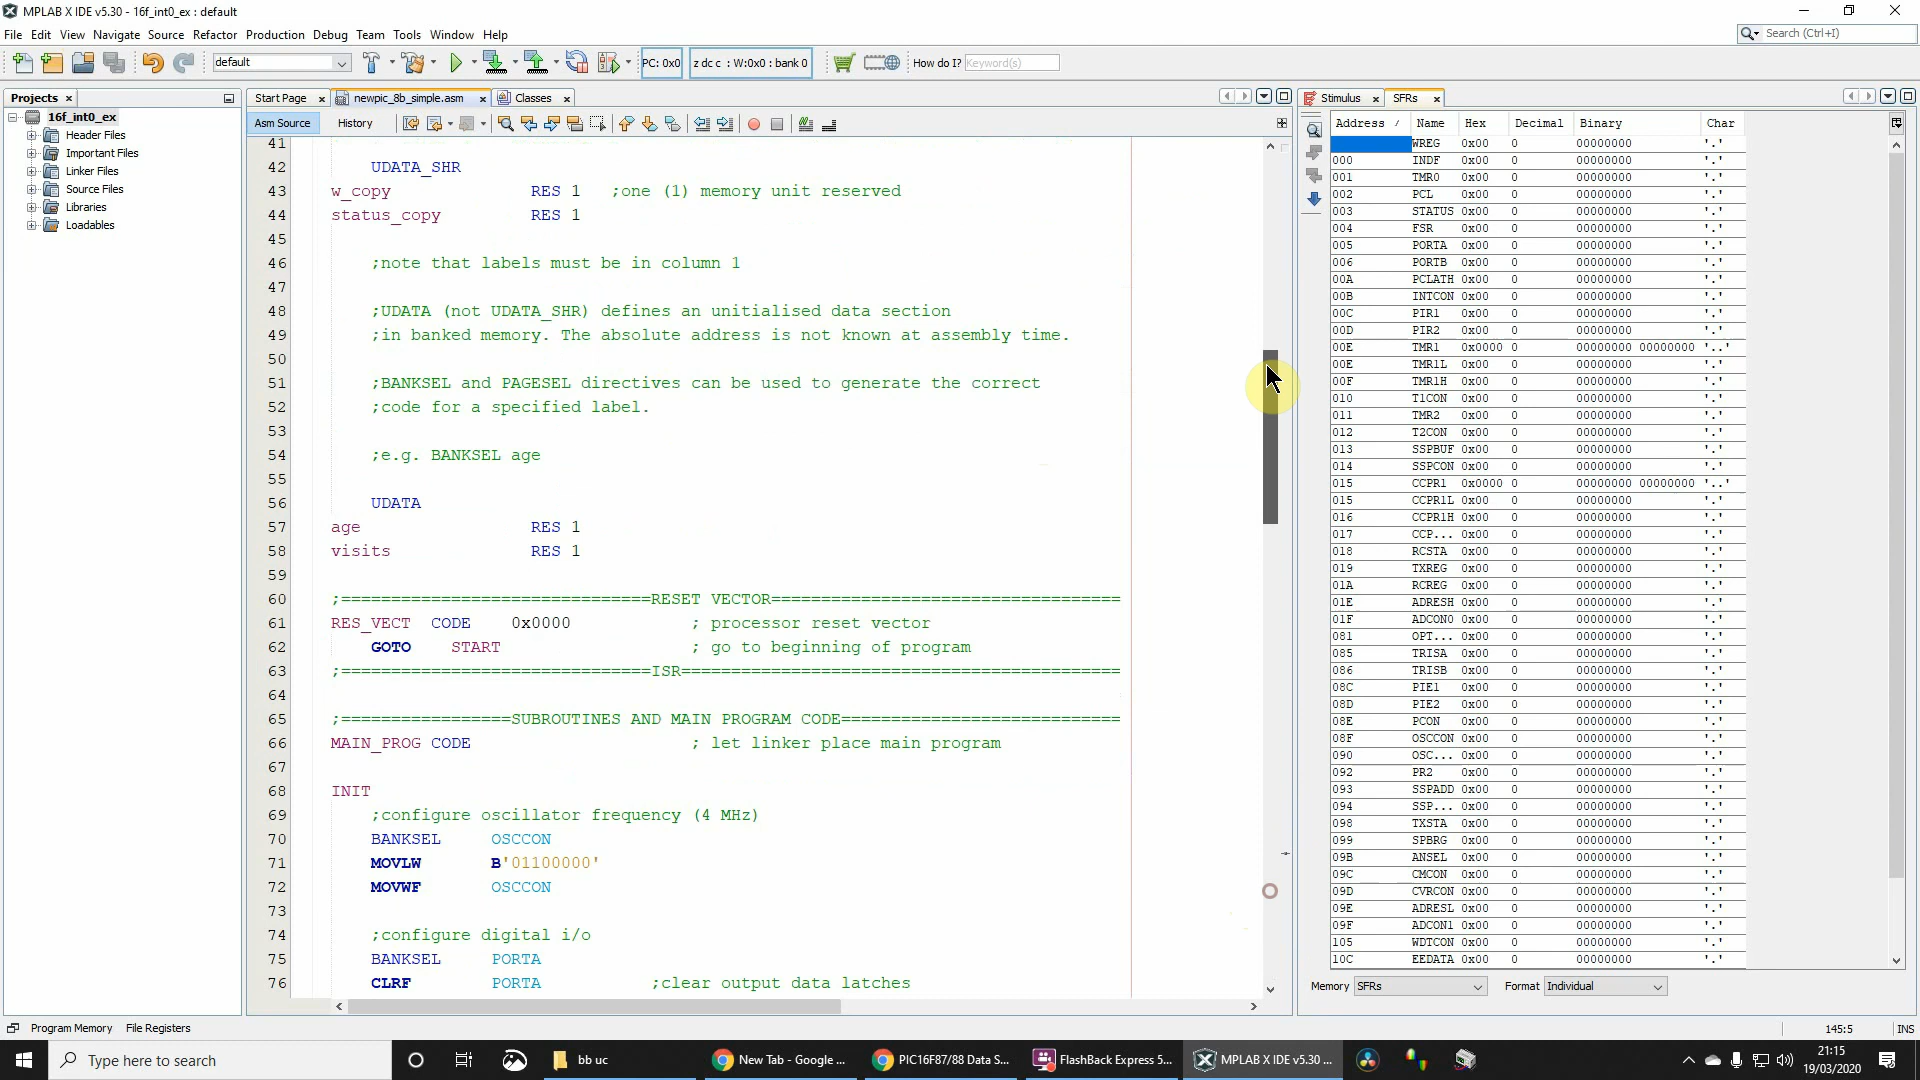 MPLAB X IDE v5.30 - 16f_int0_ex : default
File Edit View Navigate Source Refactor Production Debug Team Tools Window Help
Search (Ctrl+I)
default
PC: 0x0
z dc c : W:0x0 : bank 0
How do I? Keyword(s)
Projects
Start Page
newpic_8b_simple.asm
Classes
Stimulus
SFRs
16f_int0_ex
Header Files
Important Files
Linker Files
Source Files
Libraries
Loadables
Asm Source
History
41
42 UDATA_SHR
43 w_copy RES 1 ;one (1) memory unit reserved
44 status_copy RES 1
45
46 ;note that labels must be in column 1
47
48 ;UDATA (not UDATA_SHR) defines an unitialised data section
49 ;in banked memory. The absolute address is not known at assembly time.
50
51 ;BANKSEL and PAGESEL directives can be used to generate the correct
52 ;code for a specified label.
53
54 ;e.g. BANKSEL age
55
56 UDATA
57 age RES 1
58 visits RES 1
59
60 ;===============================RESET VECTOR===================================
61 RES_VECT CODE 0x0000 ; processor reset vector
62 GOTO START ; go to beginning of program
63 ;===============================ISR============================================
64
65 ;=================SUBROUTINES AND MAIN PROGRAM CODE============================
66 MAIN_PROG CODE ; let linker place main program
67
68 INIT
69 ;configure oscillator frequency (4 MHz)
70 BANKSEL OSCCON
71 MOVLW B'01100000'
72 MOVWF OSCCON
73
74 ;configure digital i/o
75 BANKSEL PORTA
76 CLRF PORTA ;clear output data latches
Address / Name Hex Decimal Binary Char
WREG 0x00 0 00000000 '.'
000 INDF 0x00 0 00000000 '.'
001 TMR0 0x00 0 00000000 '.'
002 PCL 0x00 0 00000000 '.'
003 STATUS 0x00 0 00000000 '.'
004 FSR 0x00 0 00000000 '.'
005 PORTA 0x00 0 00000000 '.'
006 PORTB 0x00 0 00000000 '.'
00A PCLATH 0x00 0 00000000 '.'
00B INTCON 0x00 0 00000000 '.'
00C PIR1 0x00 0 00000000 '.'
00D PIR2 0x00 0 00000000 '.'
00E TMR1 0x0000 0 00000000 00000000 '..'
00E TMR1L 0x00 0 00000000 '.'
00F TMR1H 0x00 0 00000000 '.'
010 T1CON 0x00 0 00000000 '.'
011 TMR2 0x00 0 00000000 '.'
012 T2CON 0x00 0 00000000 '.'
013 SSPBUF 0x00 0 00000000 '.'
014 SSPCON 0x00 0 00000000 '.'
015 CCPR1 0x0000 0 00000000 00000000 '..'
015 CCPR1L 0x00 0 00000000 '.'
016 CCPR1H 0x00 0 00000000 '.'
017 CCP... 0x00 0 00000000 '.'
018 RCSTA 0x00 0 00000000 '.'
019 TXREG 0x00 0 00000000 '.'
01A RCREG 0x00 0 00000000 '.'
01E ADRESH 0x00 0 00000000 '.'
01F ADCON0 0x00 0 00000000 '.'
081 OPT... 0x00 0 00000000 '.'
085 TRISA 0x00 0 00000000 '.'
086 TRISB 0x00 0 00000000 '.'
08C PIE1 0x00 0 00000000 '.'
08D PIE2 0x00 0 00000000 '.'
08E PCON 0x00 0 00000000 '.'
08F OSCCON 0x00 0 00000000 '.'
090 OSC... 0x00 0 00000000 '.'
092 PR2 0x00 0 00000000 '.'
093 SSPADD 0x00 0 00000000 '.'
094 SSP... 0x00 0 00000000 '.'
098 TXSTA 0x00 0 00000000 '.'
099 SPBRG 0x00 0 00000000 '.'
09B ANSEL 0x00 0 00000000 '.'
09C CMCON 0x00 0 00000000 '.'
09D CVRCON 0x00 0 00000000 '.'
09E ADRESL 0x00 0 00000000 '.'
09F ADCON1 0x00 0 00000000 '.'
105 WDTCON 0x00 0 00000000 '.'
10C EEDATA 0x00 0 00000000 '.'
Memory SFRs Format Individual
Program Memory File Registers
145:5 INS
Type here to search
bb uc
New Tab - Google ...
PIC16F87/88 Data S...
FlashBack Express 5...
MPLAB X IDE v5.30 ...
21:15
19/03/2020